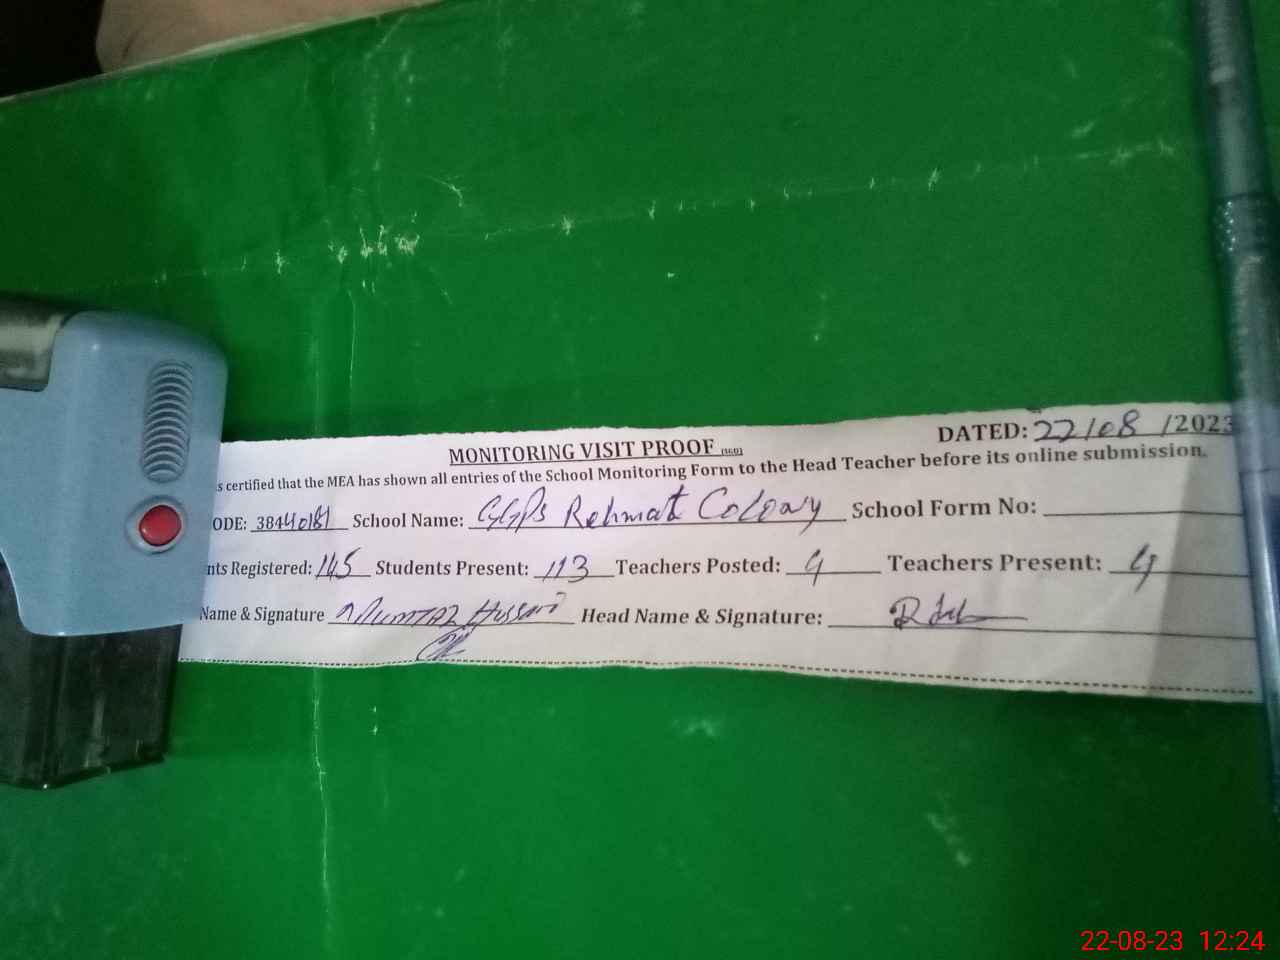 MONITORING VISIT PROOF (SGD) DATED: 22/08/2023
s certified that the MEA has shown all entries of the School Monitoring Form to the Head Teacher before its online submission.
ODE: 38440181 School Name: GGPS Rehmat Colony School Form No:
nts Registered: 145 Students Present: 113 Teachers Posted: 4 Teachers Present: 4
Name & Signature Mumtaz Hussain Head Name & Signature:
22-08-23 12:24